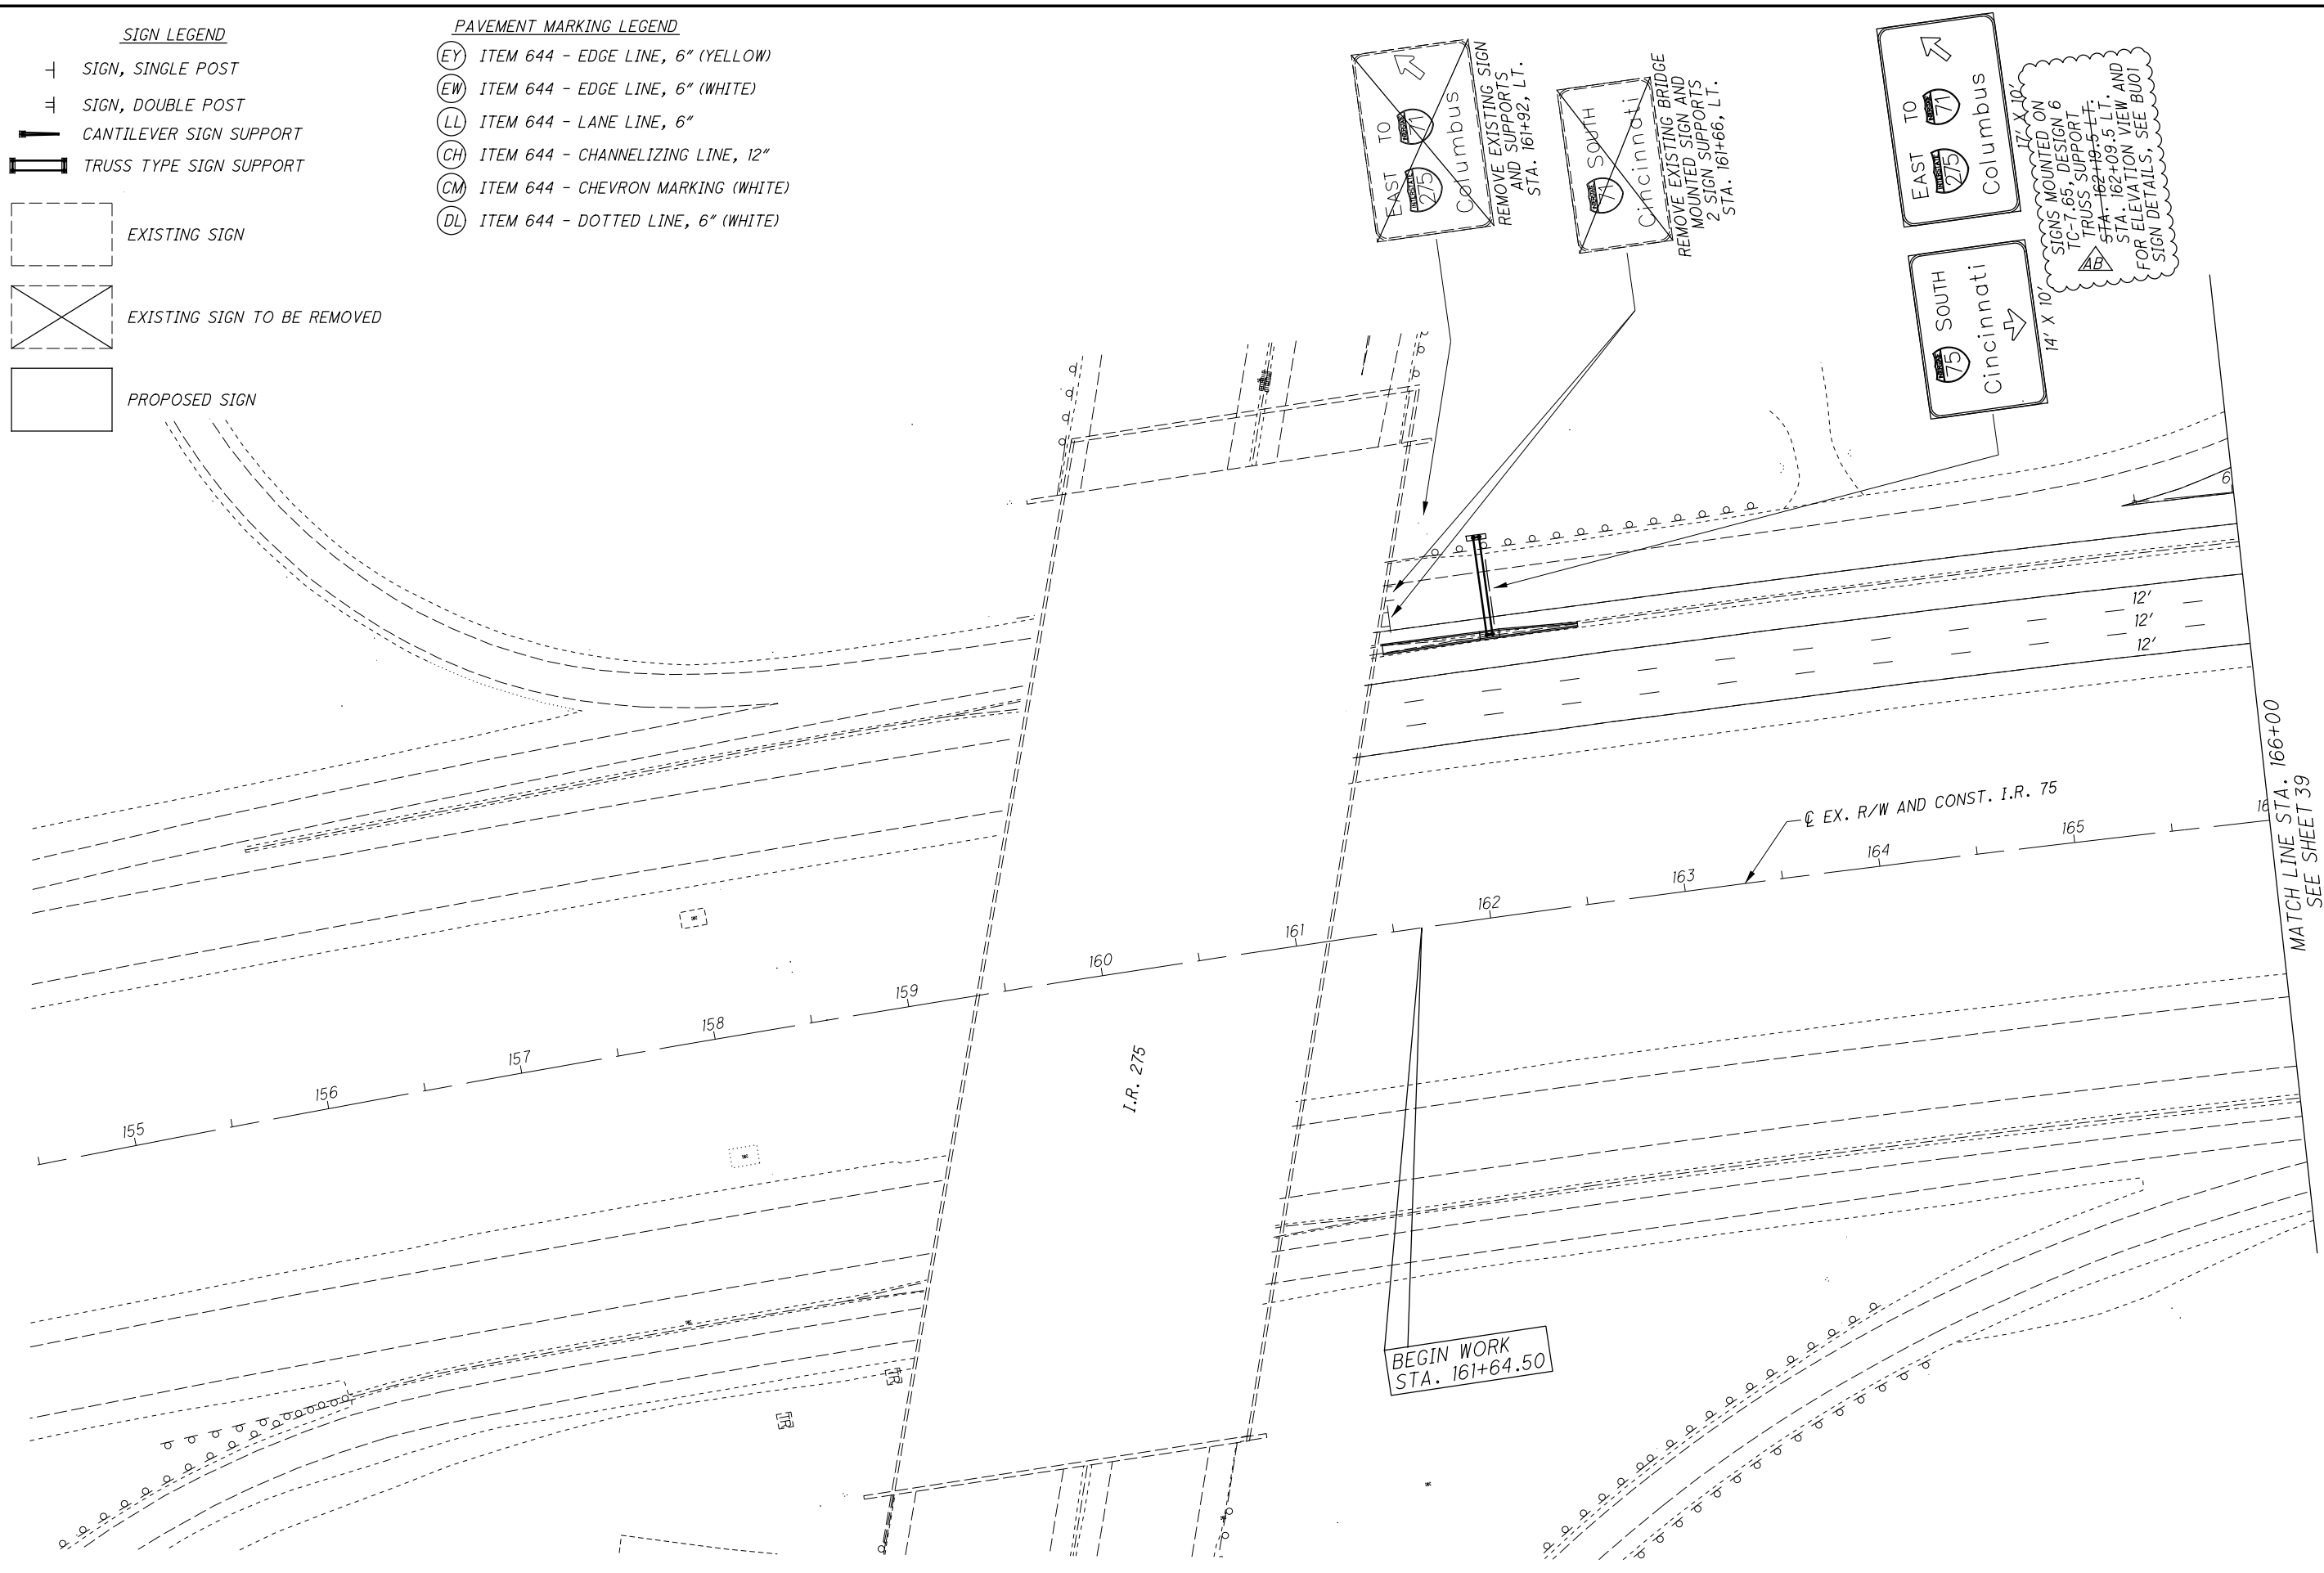 SIGN LEGEND
SIGN, SINGLE POST
SIGN, DOUBLE POST
CANTILEVER SIGN SUPPORT
TRUSS TYPE SIGN SUPPORT
EXISTING SIGN
EXISTING SIGN TO BE REMOVED
PROPOSED SIGN
PAVEMENT MARKING LEGEND
EY ITEM 644 - EDGE LINE, 6" (YELLOW)
EW ITEM 644 - EDGE LINE, 6" (WHITE)
LL ITEM 644 - LANE LINE, 6"
CH ITEM 644 - CHANNELIZING LINE, 12"
CM ITEM 644 - CHEVRON MARKING (WHITE)
DL ITEM 644 - DOTTED LINE, 6" (WHITE)
EAST TO
INTERSTATE 275 71
Columbus
REMOVE EXISTING SIGN
AND SUPPORTS
STA. 161+92, LT.
71 SOUTH
Cincinnati
REMOVE EXISTING BRIDGE
MOUNTED SIGN AND
MOUNTED SIGN SUPPORTS
2 SIGN SUPPORTS
STA. 161+66, LT.
EAST TO
INTERSTATE 275 71
Columbus
17' X 10'
75 SOUTH
Cincinnati
14' X 10'
SIGNS MOUNTED ON
TC-7.65, DESIGN 6
TRUSS SUPPORT
STA. 162+19.5 LT.
STA. 162+09.5 LT.
FOR ELEVATION VIEW AND
SIGN DETAILS, SEE BU01
AB
6
12'
12'
12'
MATCH LINE STA. 166+00
SEE SHEET 39
℄ EX. R/W AND CONST. I.R. 75
155
156
157
158
159
160
161
162
163
164
165
16
I.R. 275
BEGIN WORK
STA. 161+64.50
TR
TR